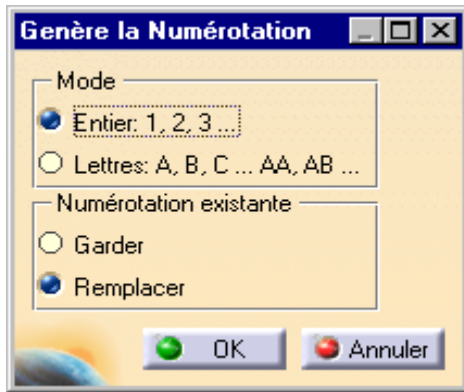 Genère la Numérotation
Mode
Entier: 1, 2, 3 ...
Lettres: A, B, C ... AA, AB ...
Numérotation existante
Garder
Remplacer
OK Annuler